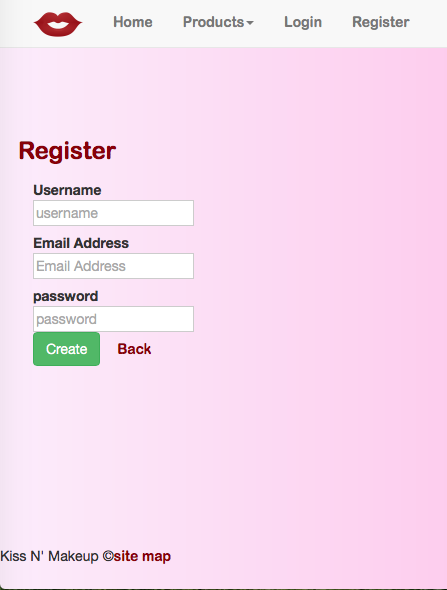 Home Products Login Register
Register
Username
username
Email Address
Email Address
password
password
Create Back
Kiss N' Makeup ©site map